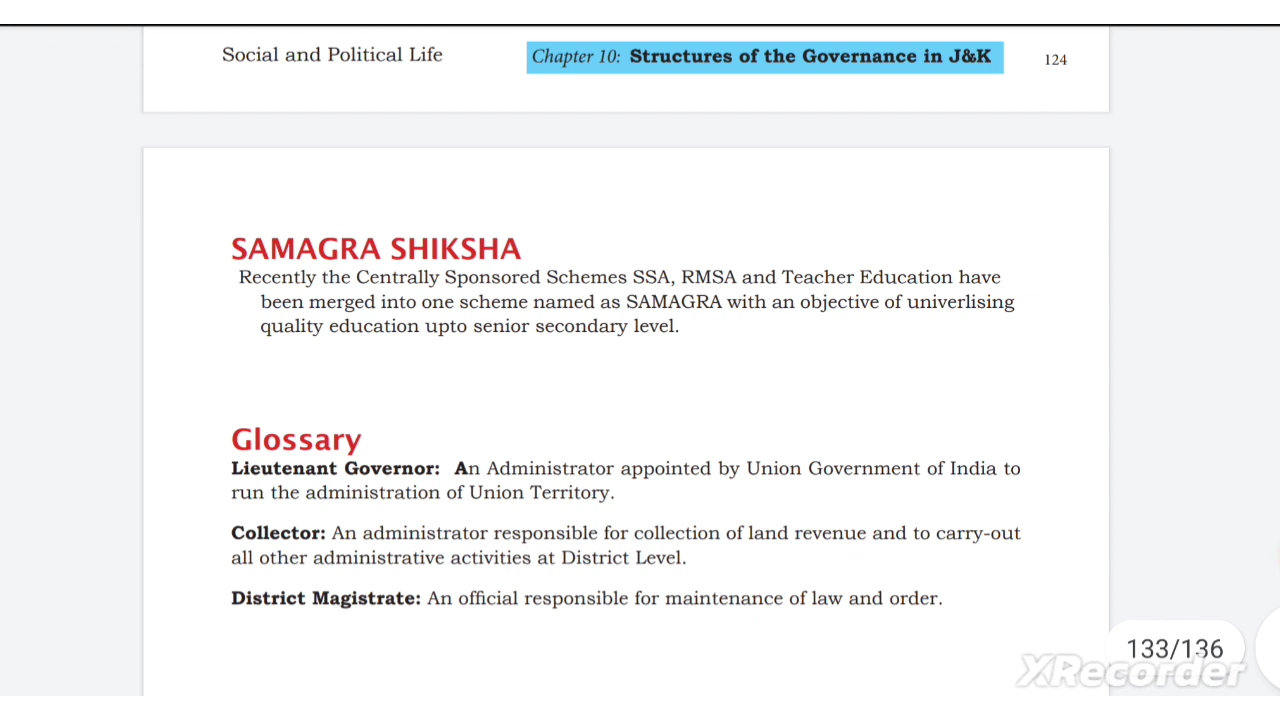 Social and Political Life Chapter 10: Structures of the Governance in J&K 124
SAMAGRA SHIKSHA
Recently the Centrally Sponsored Schemes SSA, RMSA and Teacher Education have
been merged into one scheme named as SAMAGRA with an objective of univerlising
quality education upto senior secondary level.
Glossary
Lieutenant Governor: An Administrator appointed by Union Government of India to
run the administration of Union Territory.
Collector: An administrator responsible for collection of land revenue and to carry-out
all other administrative activities at District Level.
District Magistrate: An official responsible for maintenance of law and order.
133/136
XRecorder